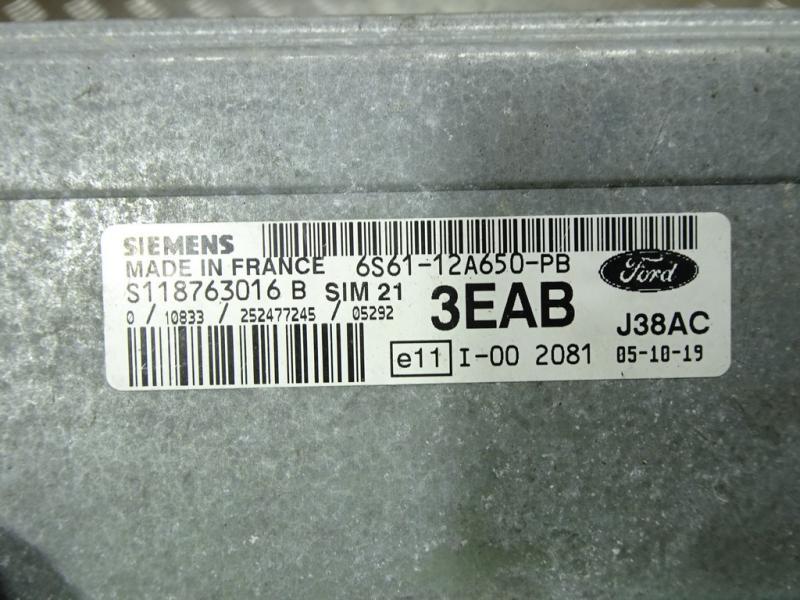 SIEMENS
MADE IN FRANCE 6S61-12A650-PB
Ford
S118763016 B SIM 21
3EAB
J38AC
0 / 10833 / 252477245 / 05292
e11 I-00 2081 05-10-19